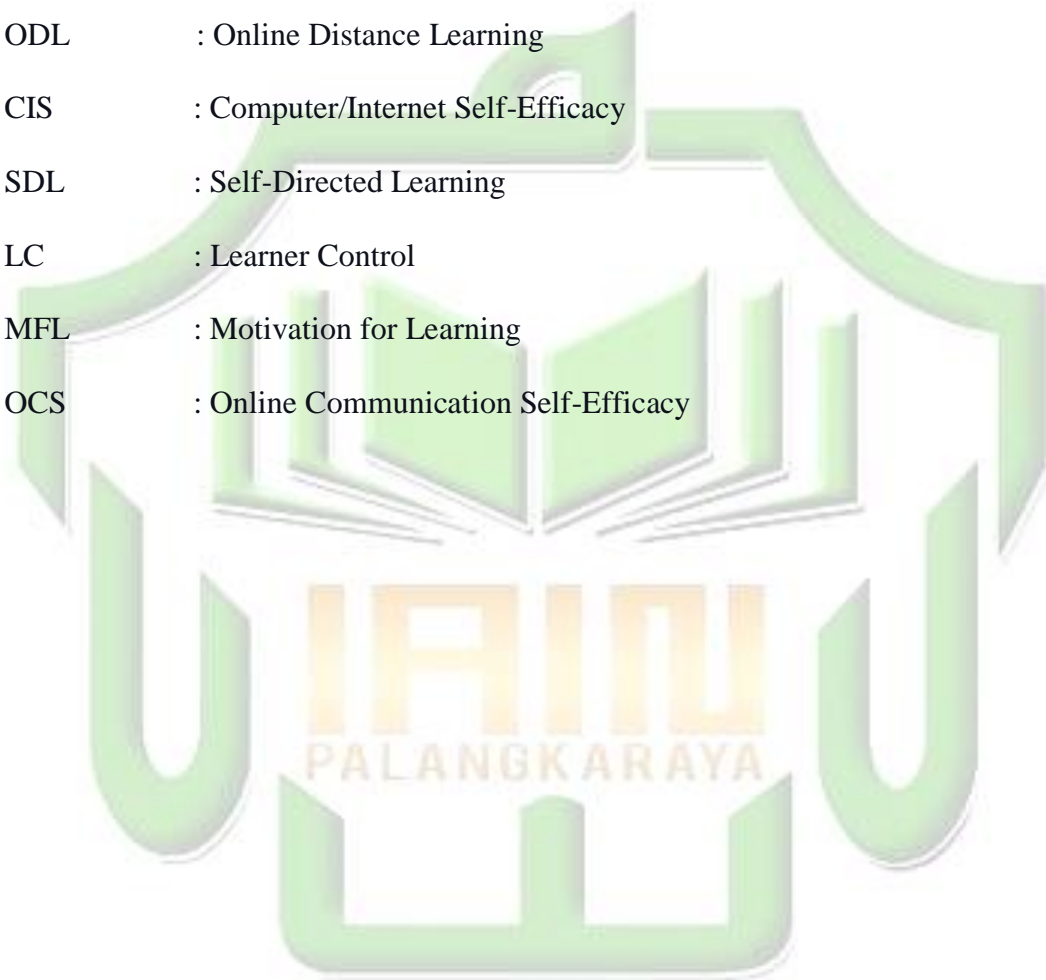 ODL : Online Distance Learning
CIS : Computer/Internet Self-Efficacy
SDL : Self-Directed Learning
LC : Learner Control
MFL : Motivation for Learning
OCS : Online Communication Self-Efficacy
IAIN
PALANGKARAYA